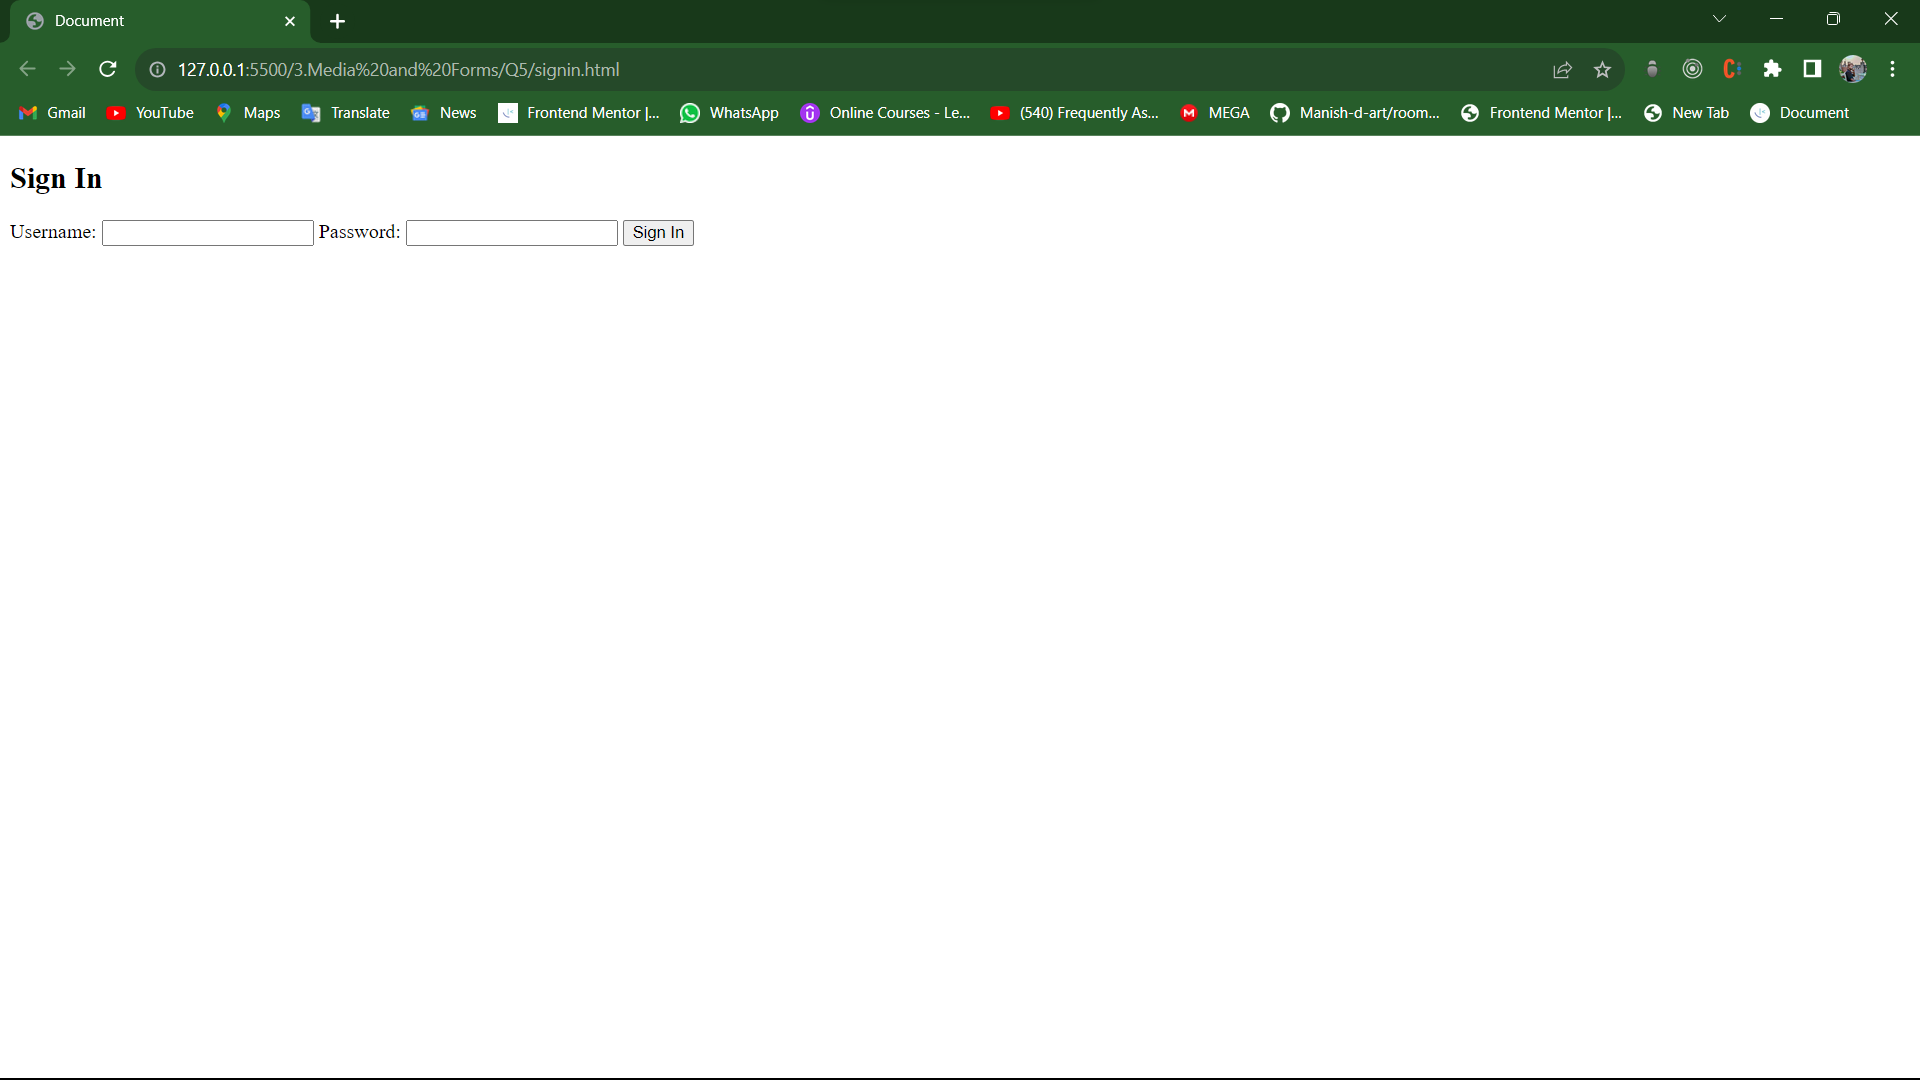 Document
127.0.0.1:5500/3.Media%20and%20Forms/Q5/signin.html
Gmail YouTube Maps Translate News Frontend Mentor |... WhatsApp Online Courses - Le... (540) Frequently As... MEGA Manish-d-art/room... Frontend Mentor |... New Tab Document
Sign In
Username: Password: Sign In